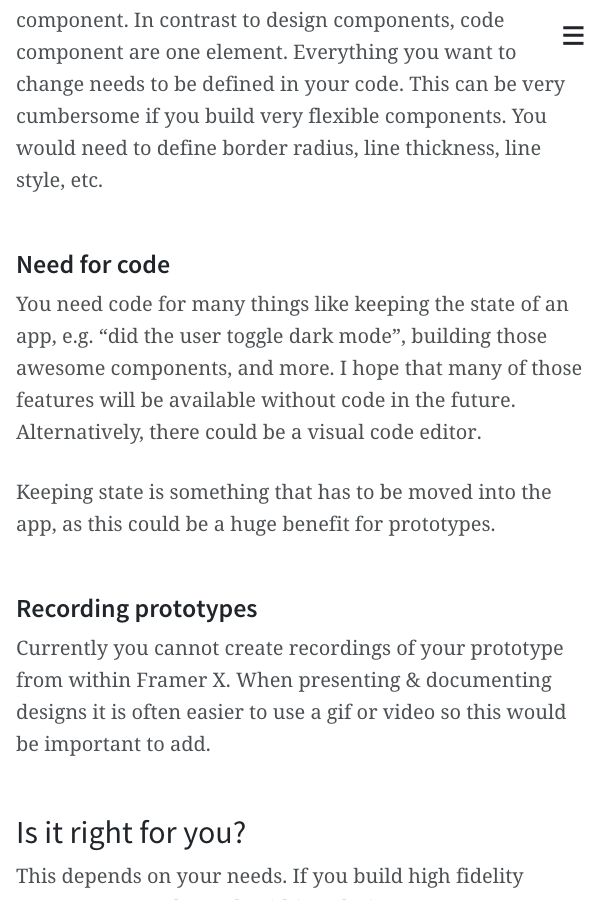 component. In contrast to design components, code
component are one element. Everything you want to
change needs to be defined in your code. This can be very
cumbersome if you build very flexible components. You
would need to define border radius, line thickness, line
style, etc.
Need for code
You need code for many things like keeping the state of an
app, e.g. “did the user toggle dark mode”, building those
awesome components, and more. I hope that many of those
features will be available without code in the future.
Alternatively, there could be a visual code editor.
Keeping state is something that has to be moved into the
app, as this could be a huge benefit for prototypes.
Recording prototypes
Currently you cannot create recordings of your prototype
from within Framer X. When presenting & documenting
designs it is often easier to use a gif or video so this would
be important to add.
Is it right for you?
This depends on your needs. If you build high fidelity